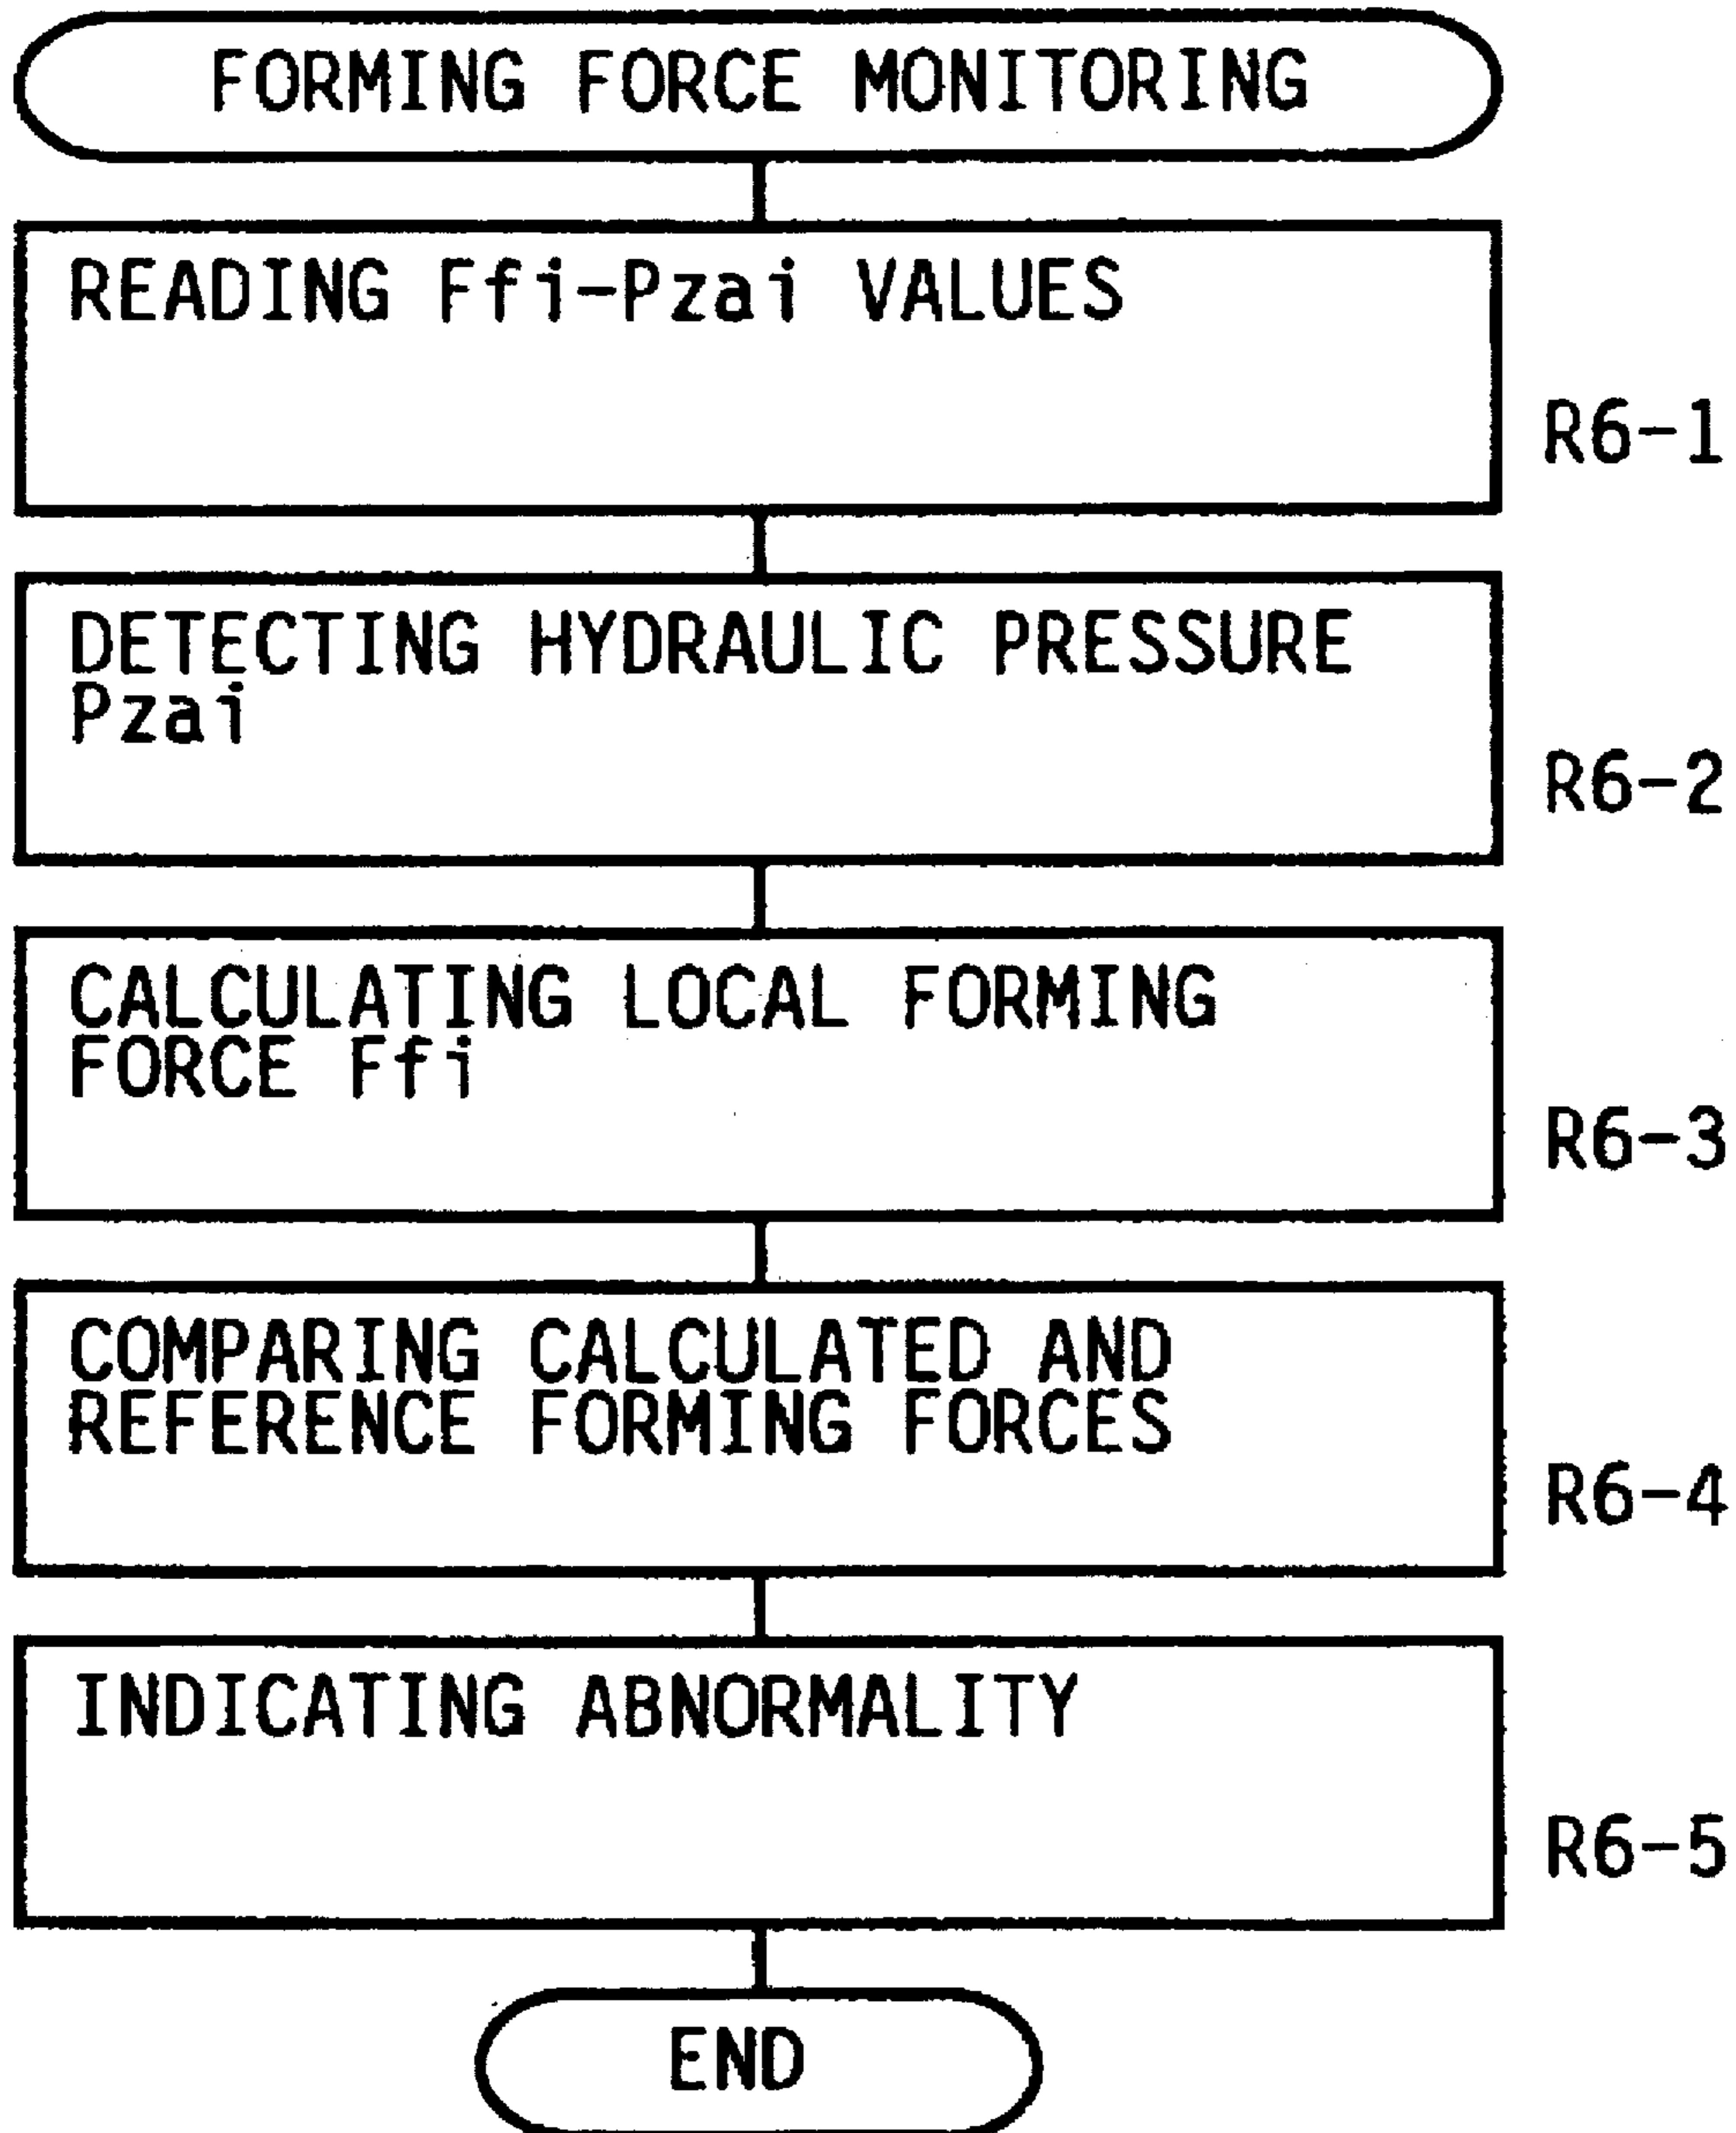 FORMING FORCE MONITORING
READING Ffi-Pzai VALUES
R6-1
DETECTING HYDRAULIC PRESSURE
Pzai
R6-2
CALCULATING LOCAL FORMING
FORCE Ffi
R6-3
COMPARING CALCULATED AND
REFERENCE FORMING FORCES
R6-4
INDICATING ABNORMALITY
R6-5
END